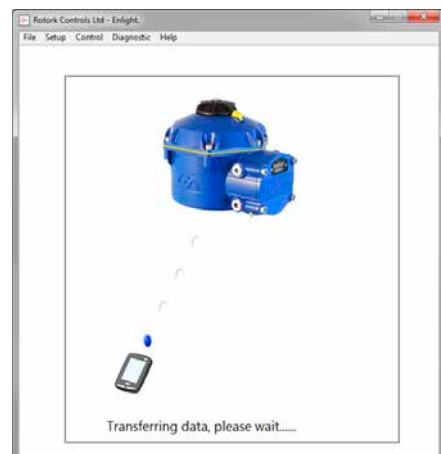 Rotork Controls Ltd - Enlight.
File Setup Control Diagnostic Help
Transferring data, please wait......